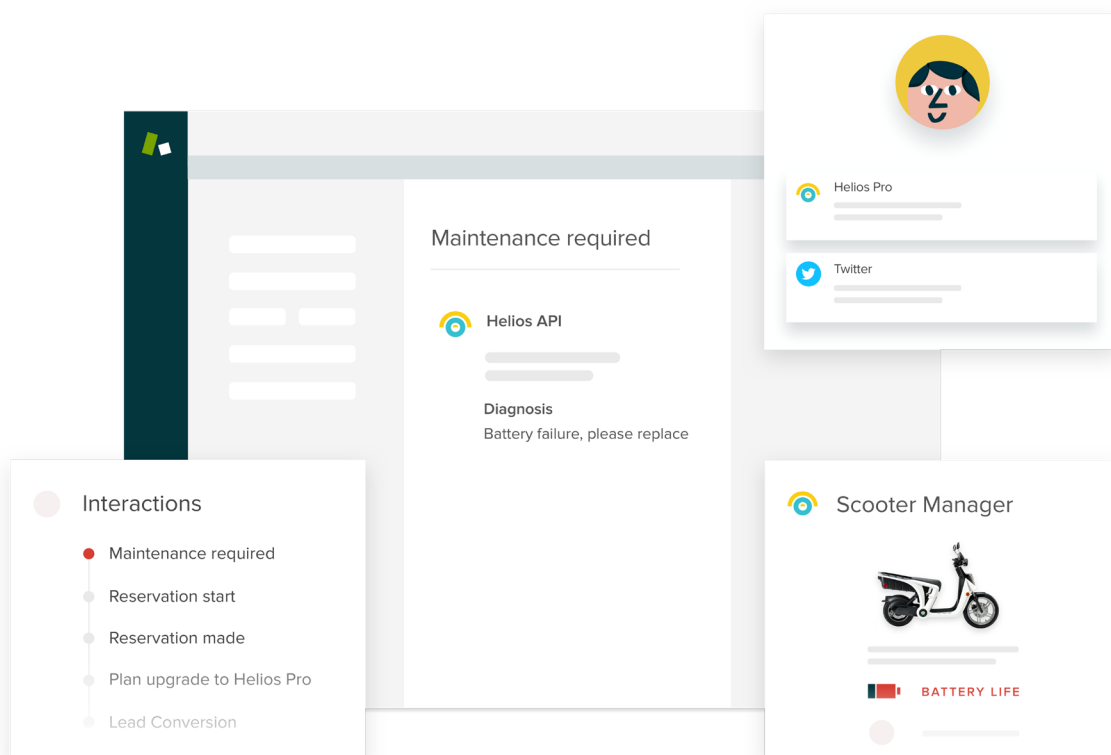 Helios Pro
Twitter
Maintenance required
Helios API
Diagnosis
Battery failure, please replace
Interactions
Maintenance required
Reservation start
Reservation made
Plan upgrade to Helios Pro
Lead Conversion
Scooter Manager
BATTERY LIFE